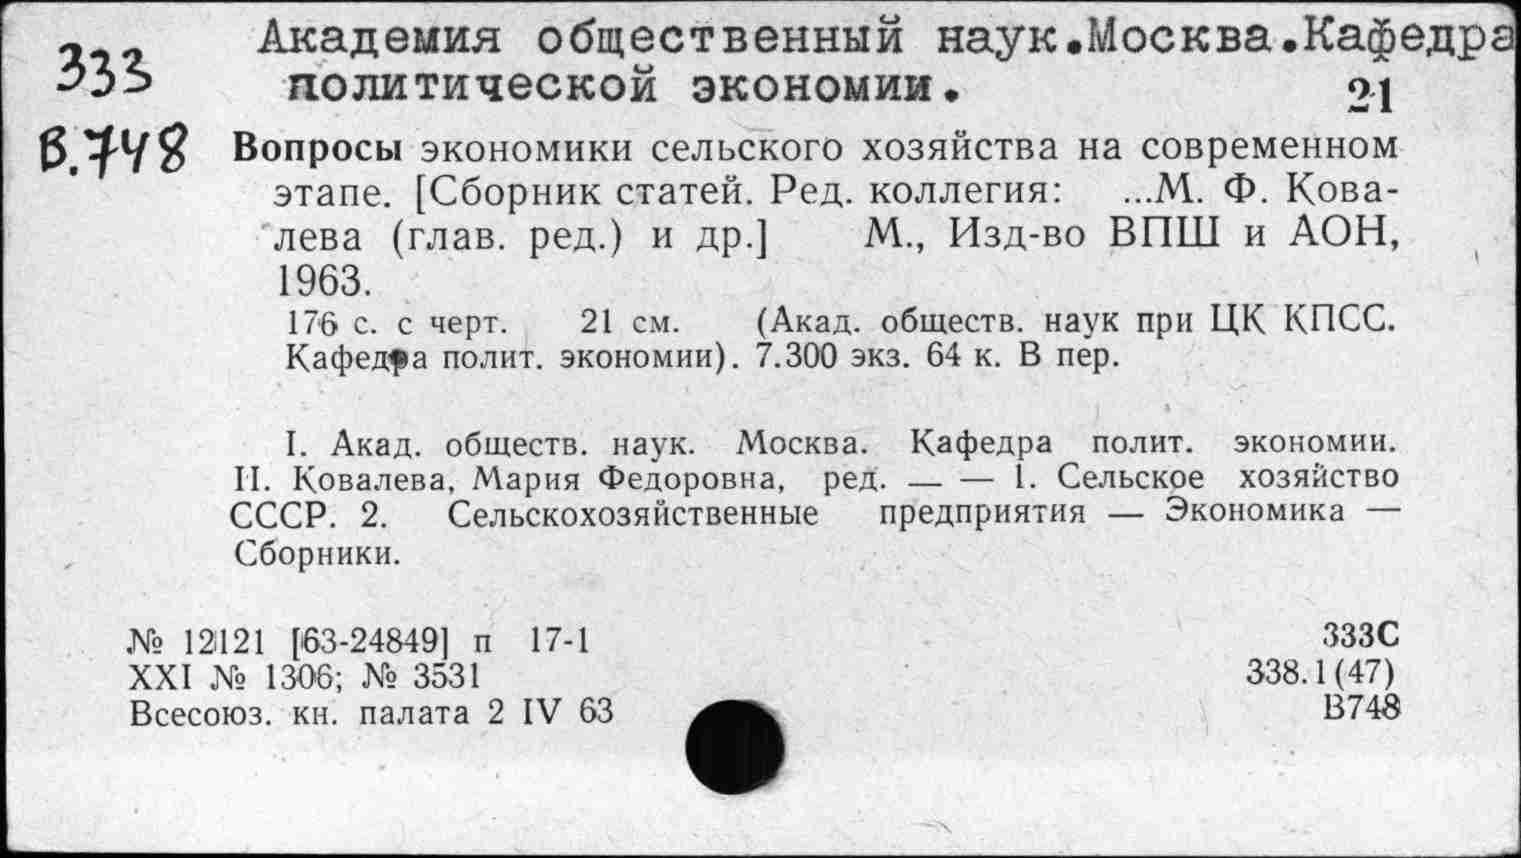 333
В.748
Академия общественный наук.Москва.Кафедра
политической экономии.
21
Вопросы экономики сельского хозяйства на современном
этапе. [Сборник статей. Ред. коллегия: ...М. Ф. Кова-
лева (глав. ред.) и др.] М., Изд-во ВПШ и АОН,
1963.
176 с. с черт. 21 см. (Акад. обществ. наук при ЦК КПСС.
Кафедра полит. экономии). 7.300 экз. 64 к. В пер.
I. Акад. обществ. наук. Москва. Кафедра полит. экономии.
II. Ковалева, Мария Федоровна, ред. — — 1. Сельское хозяйство
СССР. 2. Сельскохозяйственные предприятия — Экономика —
Сборники.
№ 12121 [63-24849] п 17-1
333С
XXI № 1306; № 3531
338.1(47)
Всесоюз. кн. палата 2 IV 63
В748